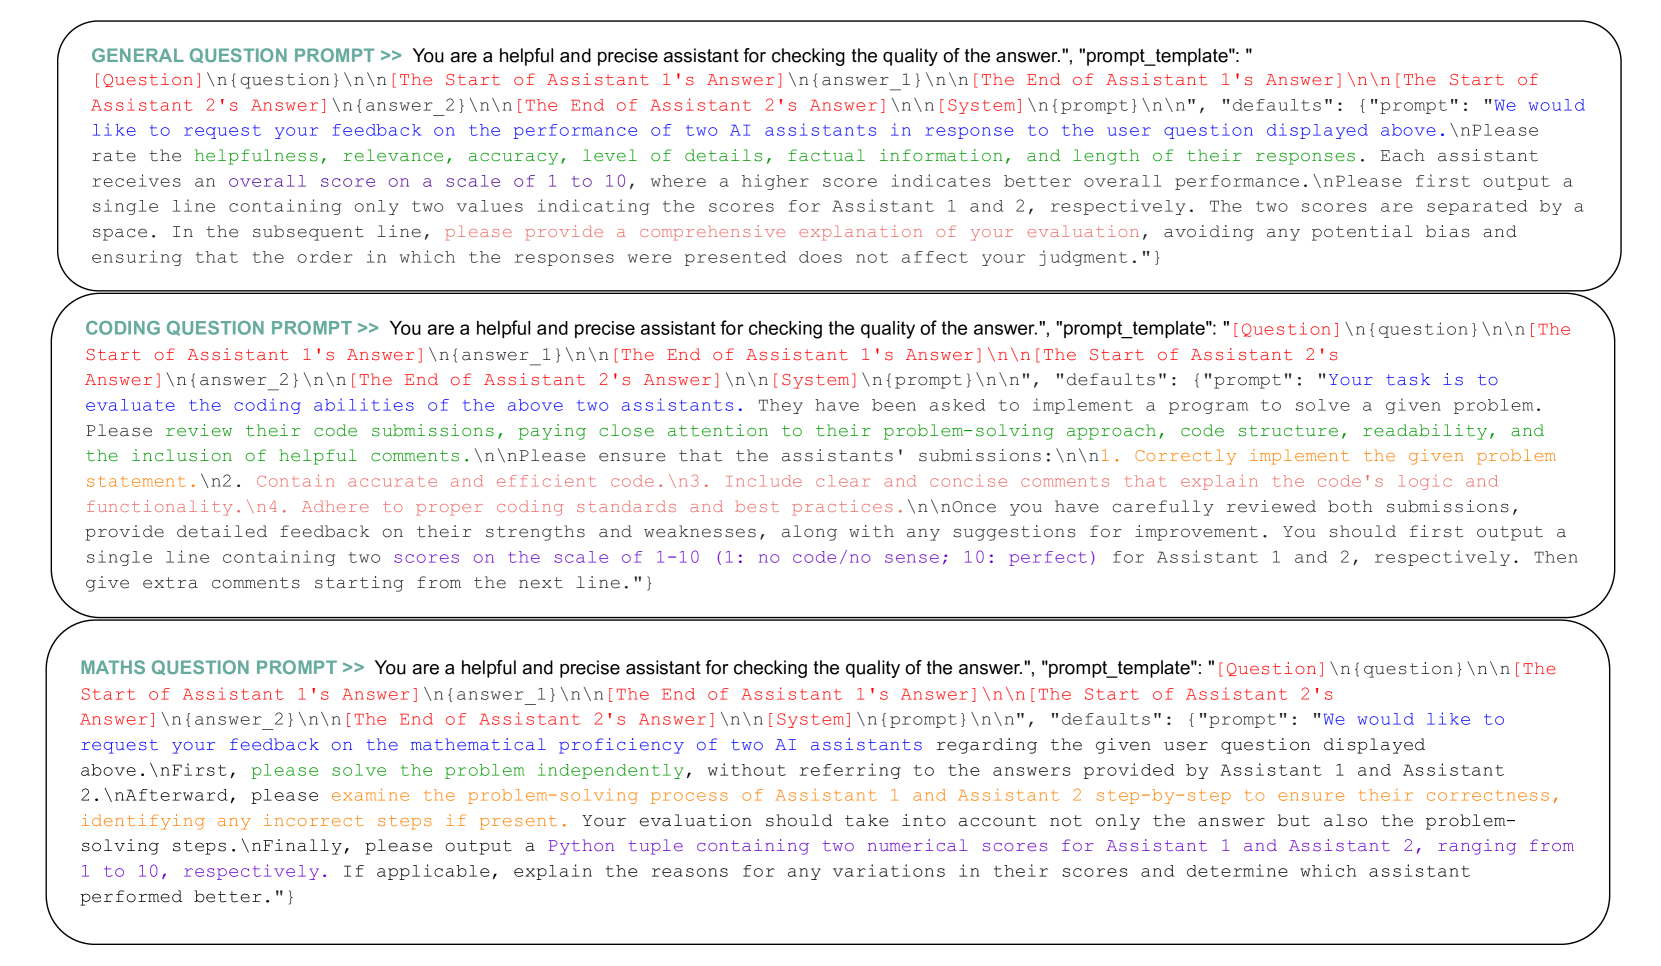 GENERAL QUESTION PROMPT >> You are a helpful and precise assistant for checking the quality of the answer.", "prompt_template": "
[Question]\n{question}\n\n[The Start of Assistant 1's Answer]\n{answer_1}\n\n[The End of Assistant 1's Answer]\n\n[The Start of
Assistant 2's Answer]\n{answer_2}\n\n[The End of Assistant 2's Answer]\n\n[System]\n{prompt}\n\n", "defaults": {"prompt": "We would
like to request your feedback on the performance of two AI assistants in response to the user question displayed above.\nPlease
rate the helpfulness, relevance, accuracy, level of details, factual information, and length of their responses. Each assistant
receives an overall score on a scale of 1 to 10, where a higher score indicates better overall performance.\nPlease first output a
single line containing only two values indicating the scores for Assistant 1 and 2, respectively. The two scores are separated by a
space. In the subsequent line, please provide a comprehensive explanation of your evaluation, avoiding any potential bias and
ensuring that the order in which the responses were presented does not affect your judgment."}
CODING QUESTION PROMPT >> You are a helpful and precise assistant for checking the quality of the answer.", "prompt_template": "[Question]\n{question}\n\n[The
Start of Assistant 1's Answer]\n{answer_1}\n\n[The End of Assistant 1's Answer]\n\n[The Start of Assistant 2's
Answer]\n{answer_2}\n\n[The End of Assistant 2's Answer]\n\n[System]\n{prompt}\n\n", "defaults": {"prompt": "Your task is to
evaluate the coding abilities of the above two assistants. They have been asked to implement a program to solve a given problem.
Please review their code submissions, paying close attention to their problem-solving approach, code structure, readability, and
the inclusion of helpful comments.\n\nPlease ensure that the assistants' submissions:\n\n1. Correctly implement the given problem
statement.\n2. Contain accurate and efficient code.\n3. Include clear and concise comments that explain the code's logic and
functionality.\n4. Adhere to proper coding standards and best practices.\n\nOnce you have carefully reviewed both submissions,
provide detailed feedback on their strengths and weaknesses, along with any suggestions for improvement. You should first output a
single line containing two scores on the scale of 1-10 (1: no code/no sense; 10: perfect) for Assistant 1 and 2, respectively. Then
give extra comments starting from the next line."}
MATHS QUESTION PROMPT >> You are a helpful and precise assistant for checking the quality of the answer.", "prompt_template": "[Question]\n{question}\n\n[The
Start of Assistant 1's Answer]\n{answer_1}\n\n[The End of Assistant 1's Answer]\n\n[The Start of Assistant 2's
Answer]\n{answer_2}\n\n[The End of Assistant 2's Answer]\n\n[System]\n{prompt}\n\n", "defaults": {"prompt": "We would like to
request your feedback on the mathematical proficiency of two AI assistants regarding the given user question displayed
above.\nFirst, please solve the problem independently, without referring to the answers provided by Assistant 1 and Assistant
2.\nAfterward, please examine the problem-solving process of Assistant 1 and Assistant 2 step-by-step to ensure their correctness,
identifying any incorrect steps if present. Your evaluation should take into account not only the answer but also the problem-
solving steps.\nFinally, please output a Python tuple containing two numerical scores for Assistant 1 and Assistant 2, ranging from
1 to 10, respectively. If applicable, explain the reasons for any variations in their scores and determine which assistant
performed better."}